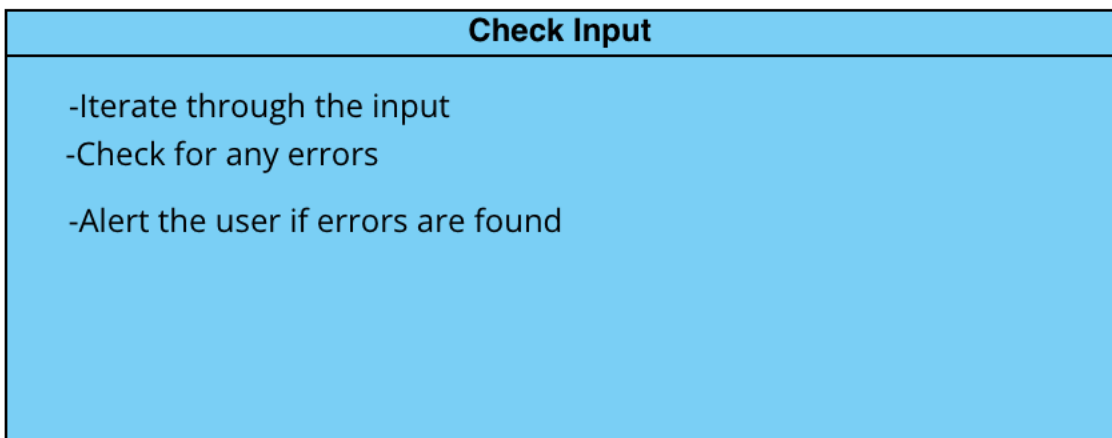 Check Input
-Iterate through the input
-Check for any errors
-Alert the user if errors are found